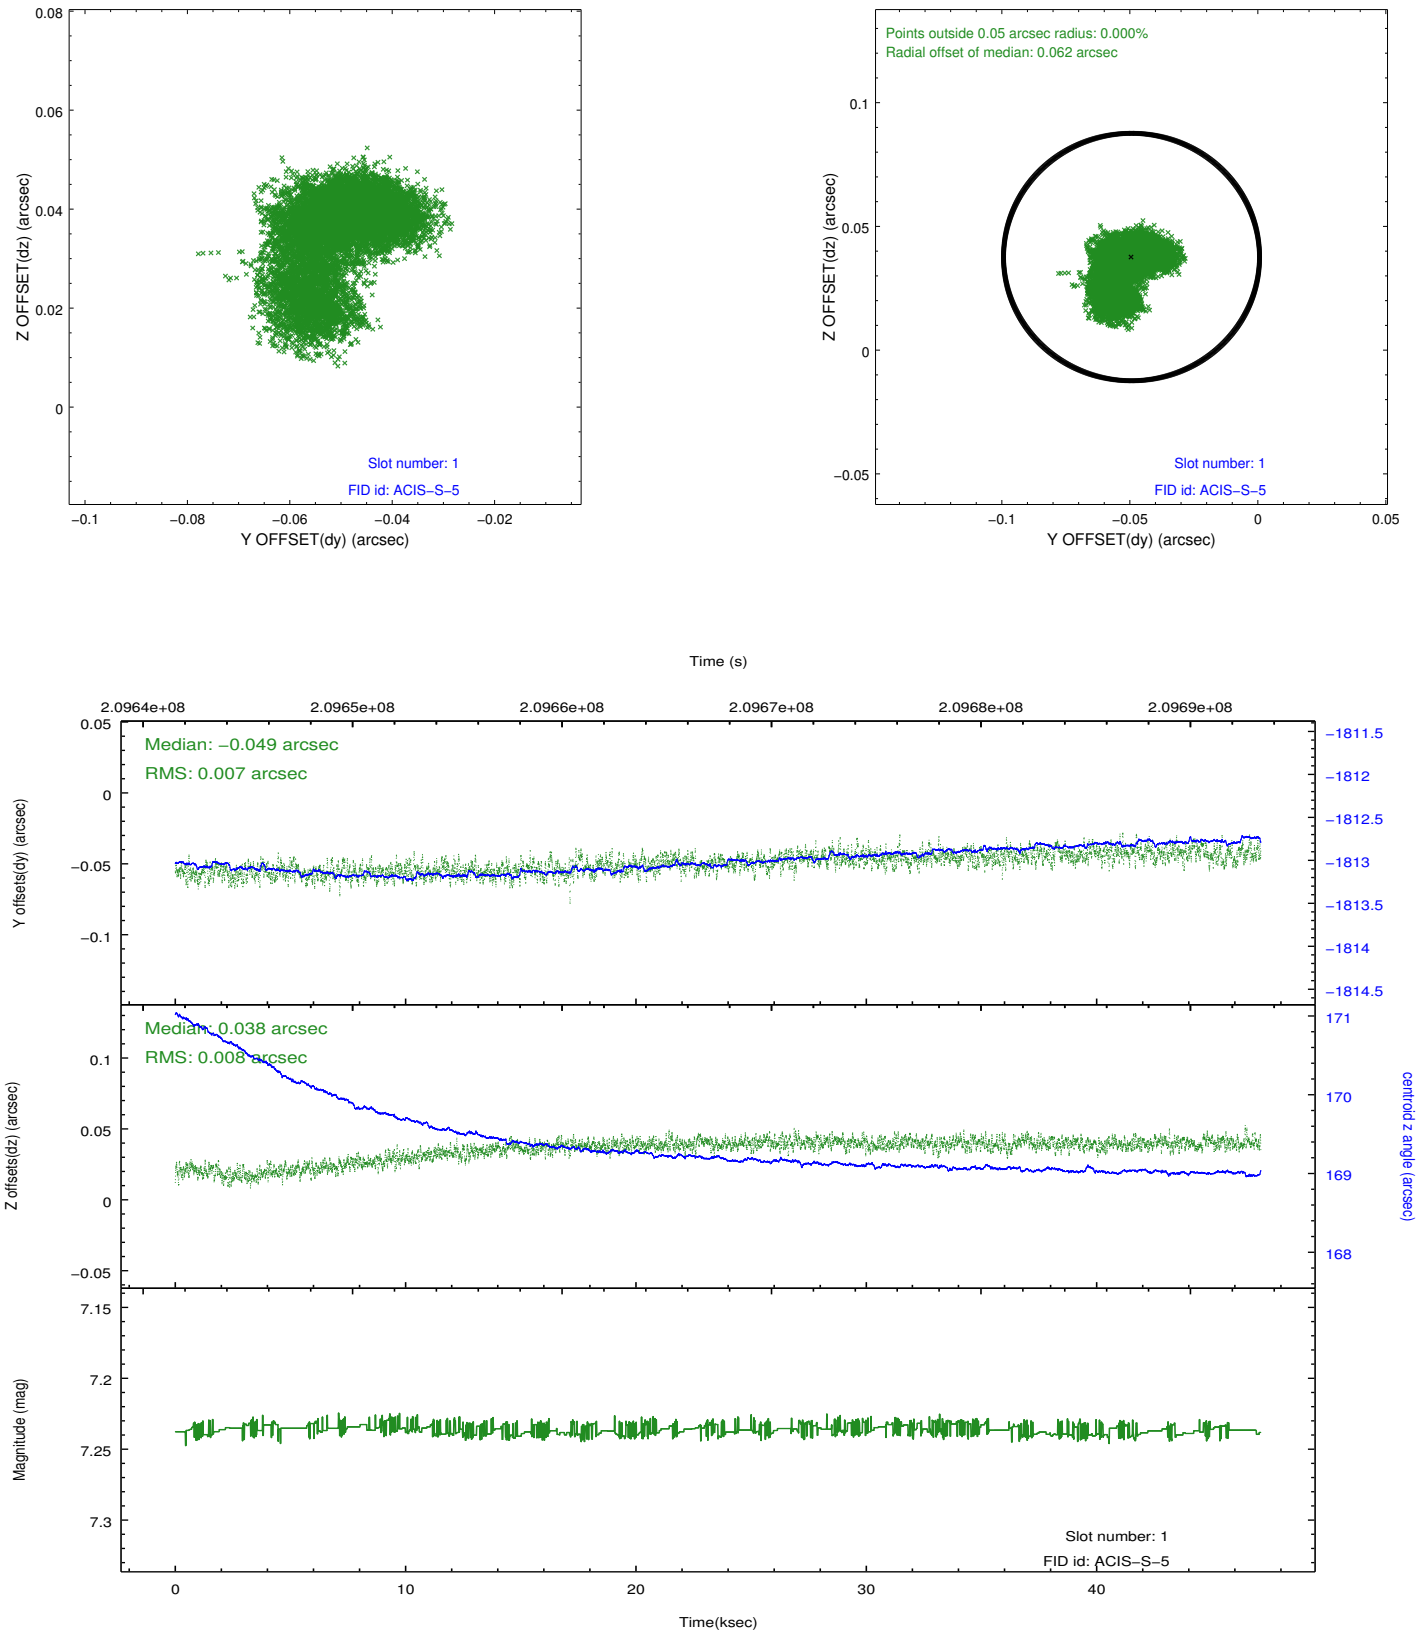 0.08
0.06
0.04
0.02
0
Z OFFSET(dz) (arcsec)
Slot number: 1
FID id: ACIS−S−5
−0.1 −0.08 −0.06 −0.04 −0.02
Y OFFSET(dy) (arcsec)
Points outside 0.05 arcsec radius: 0.000%
Radial offset of median: 0.062 arcsec
0.1
0.05
0
−0.05
Z OFFSET(dz) (arcsec)
Slot number: 1
FID id: ACIS−S−5
−0.1 −0.05 0 0.05
Y OFFSET(dy) (arcsec)
Time (s)
2.0964e+08 2.0965e+08 2.0966e+08 2.0967e+08 2.0968e+08 2.0969e+08
Median: −0.049 arcsec
RMS: 0.007 arcsec
0.05
0
−0.05
−0.1
Y offsets(dy) (arcsec)
−1811.5
−1812
−1812.5
−1813
−1813.5
−1814
−1814.5
Median: 0.038 arcsec
RMS: 0.008 arcsec
0.1
0.05
0
−0.05
Z offsets(dz) (arcsec)
171
170
169
168
centroid z angle (arcsec)
7.15
7.2
7.25
7.3
Magnitude (mag)
Slot number: 1
FID id: ACIS−S−5
0 10 20 30 40
Time(ksec)